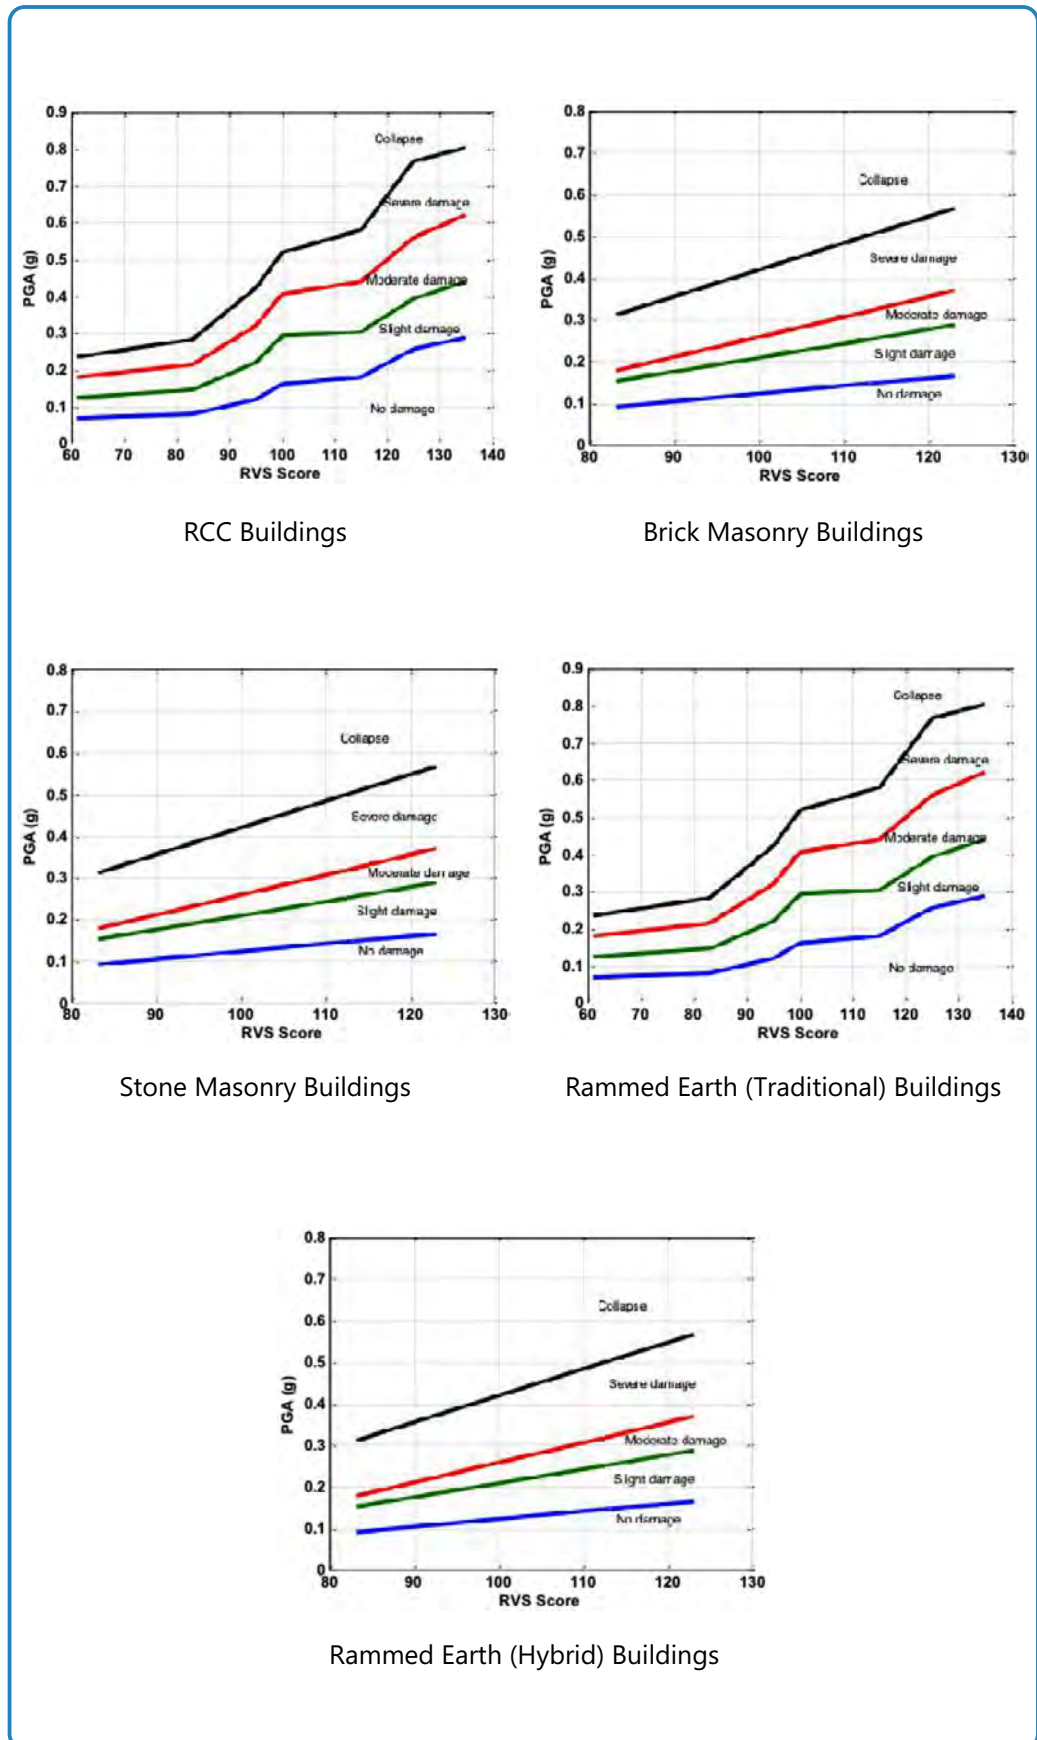 0.9
0.8
0.7
0.6
0.5
0.4
0.3
0.2
0.1
0
PGA (g)
Collapse
Severe damage
Moderate damage
Slight damage
No damage
60 70 80 90 100 110 120 130 140
RVS Score
RCC Buildings
0.8
0.7
0.6
0.5
0.4
0.3
0.2
0.1
0
PGA (g)
Collapse
Severe damage
Moderate damage
Slight damage
No damage
80 90 100 110 120 130
RVS Score
Brick Masonry Buildings
0.8
0.7
0.6
0.5
0.4
0.3
0.2
0.1
0
PGA (g)
Collapse
Severe damage
Moderate damage
Slight damage
No damage
80 90 100 110 120 130
RVS Score
Stone Masonry Buildings
0.9
0.8
0.7
0.6
0.5
0.4
0.3
0.2
0.1
0
PGA (g)
Collapse
Severe damage
Moderate damage
Slight damage
No damage
60 70 80 90 100 110 120 130 140
RVS Score
Rammed Earth (Traditional) Buildings
0.8
0.7
0.6
0.5
0.4
0.3
0.2
0.1
0
PGA (g)
Collapse
Severe damage
Moderate damage
Slight damage
No damage
80 90 100 110 120 130
RVS Score
Rammed Earth (Hybrid) Buildings